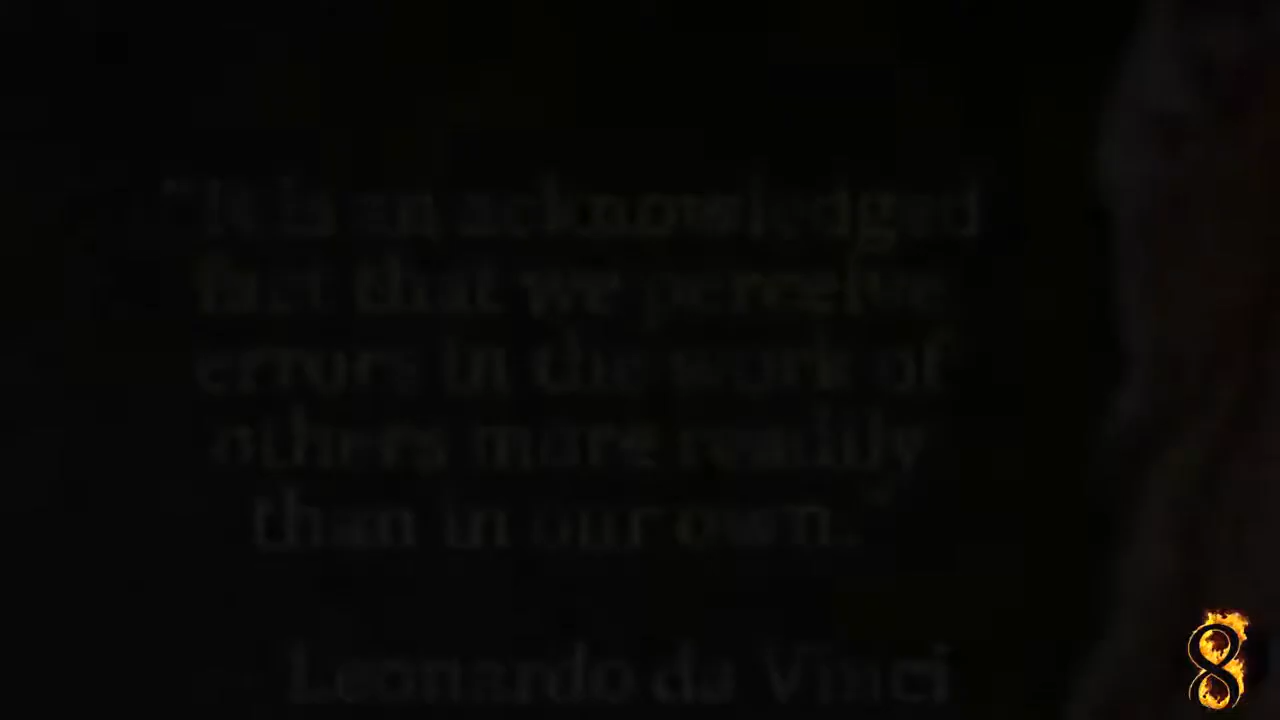 "It is an acknowledged
fact that we perceive
errors in the work of
others more readily
than in our own."
- Leonardo da Vinci
8